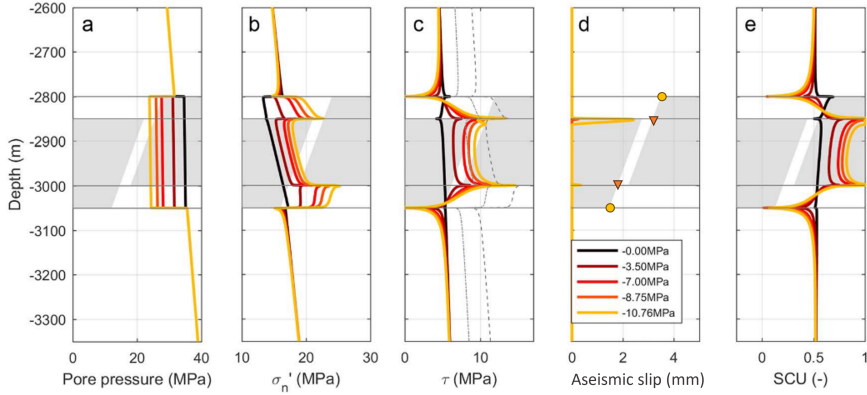 a
b
c
d
e
Depth (m)
-2600
-2700
-2800
-2900
-3000
-3100
-3200
-3300
-0.00MPa
-3.50MPa
-7.00MPa
-8.75MPa
-10.76MPa
0 20 40
10 20 30
0 10
0 2 4
0 0.5 1
Pore pressure (MPa)
σn' (MPa)
τ (MPa)
Aseismic slip (mm)
SCU (-)